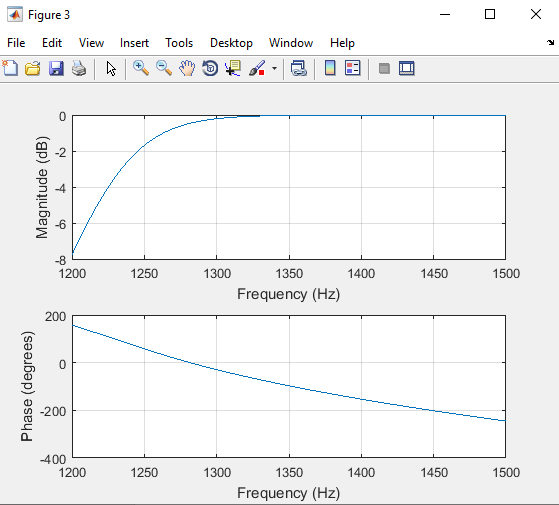 Figure 3
File Edit View Insert Tools Desktop Window Help
0
-2
-4
-6
-8
Magnitude (dB)
1200 1250 1300 1350 1400 1450 1500
Frequency (Hz)
200
0
-200
-400
Phase (degrees)
1200 1250 1300 1350 1400 1450 1500
Frequency (Hz)